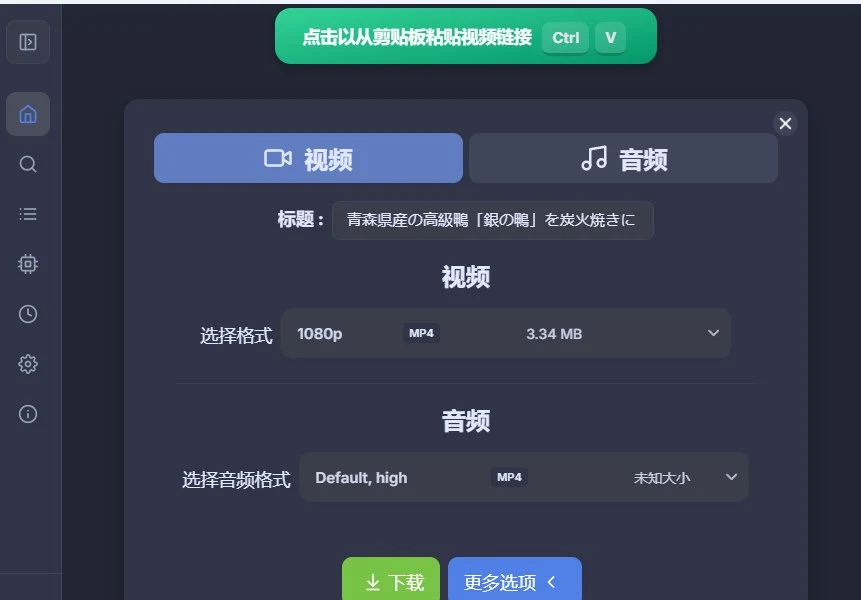 点击以从剪贴板粘贴视频链接 Ctrl V
视频 音频
标题： 青森県産の高級鴨「銀の鴨」を炭火焼きに
视频
选择格式 1080p MP4 3.34 MB
音频
选择音频格式 Default, high MP4 未知大小
下载 更多选项